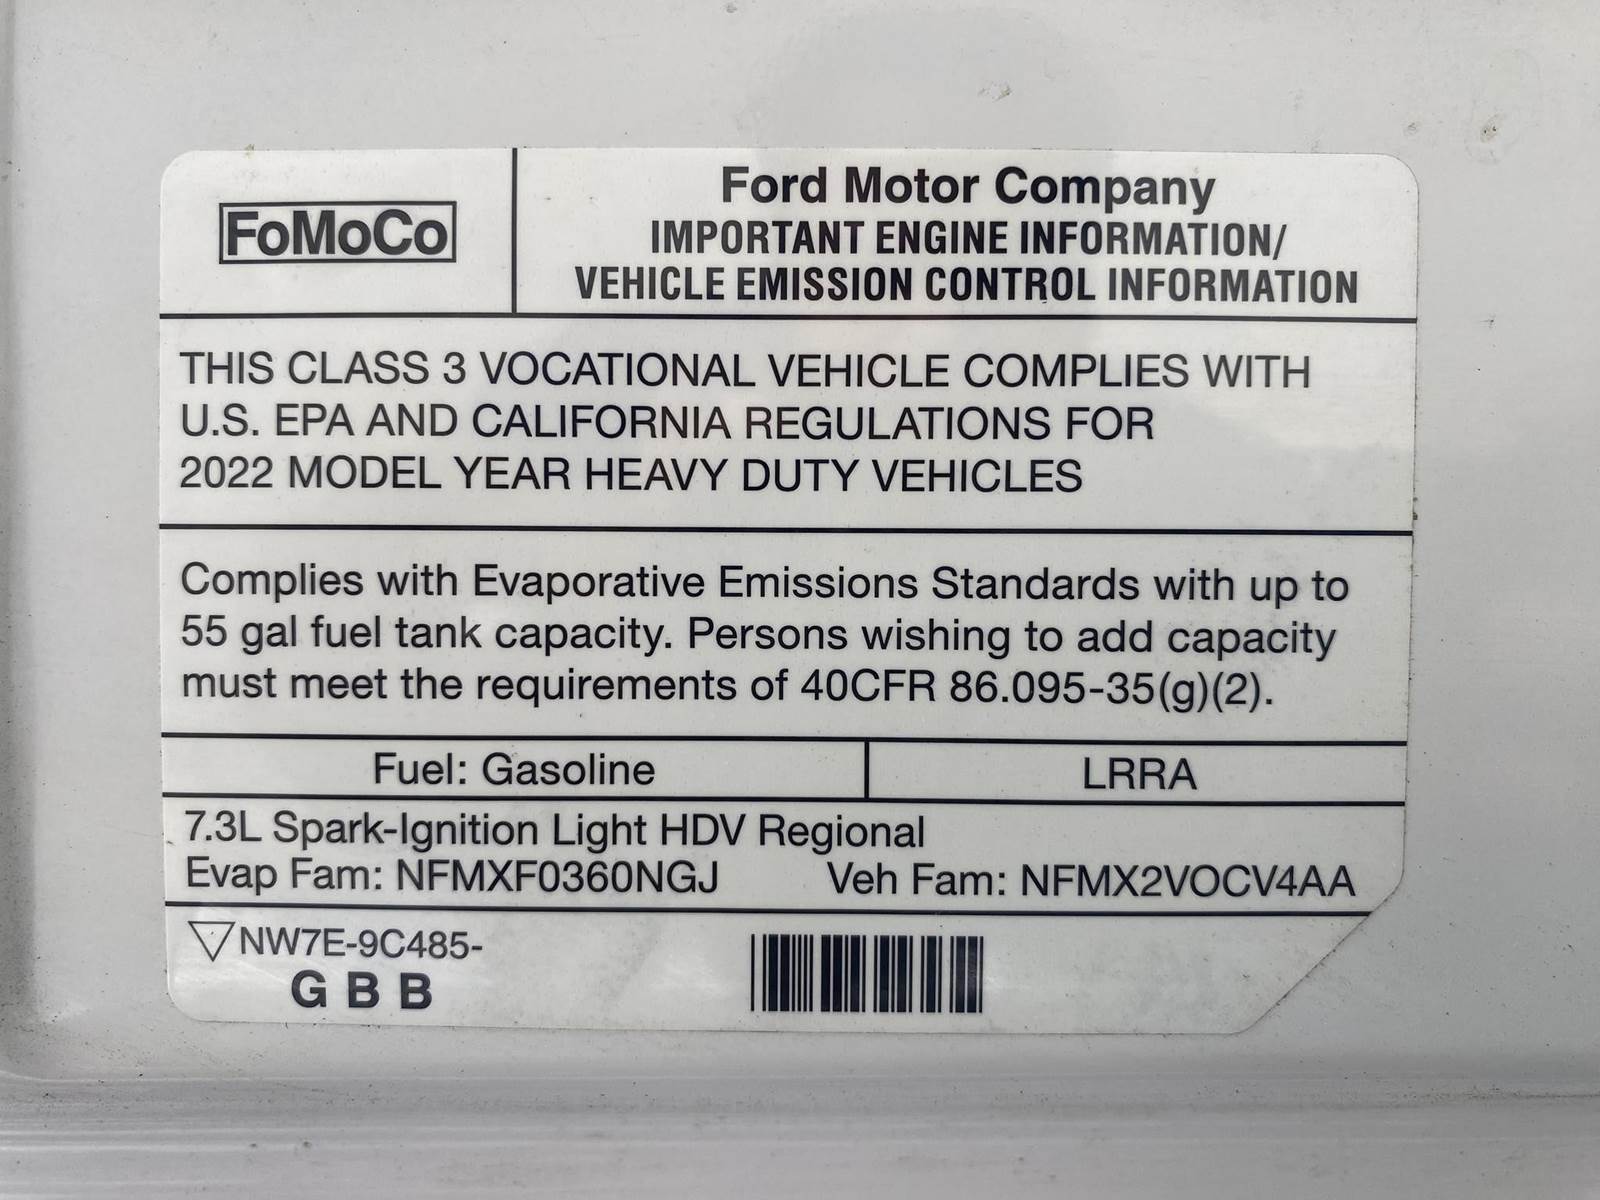 FoMoCo
Ford Motor Company
IMPORTANT ENGINE INFORMATION/
VEHICLE EMISSION CONTROL INFORMATION
THIS CLASS 3 VOCATIONAL VEHICLE COMPLIES WITH
U.S. EPA AND CALIFORNIA REGULATIONS FOR
2022 MODEL YEAR HEAVY DUTY VEHICLES
Complies with Evaporative Emissions Standards with up to
55 gal fuel tank capacity. Persons wishing to add capacity
must meet the requirements of 40CFR 86.095-35(g)(2).
Fuel: Gasoline LRRA
7.3L Spark-Ignition Light HDV Regional
Evap Fam: NFMXF0360NGJ Veh Fam: NFMX2VOCV4AA
NW7E-9C485-
G B B